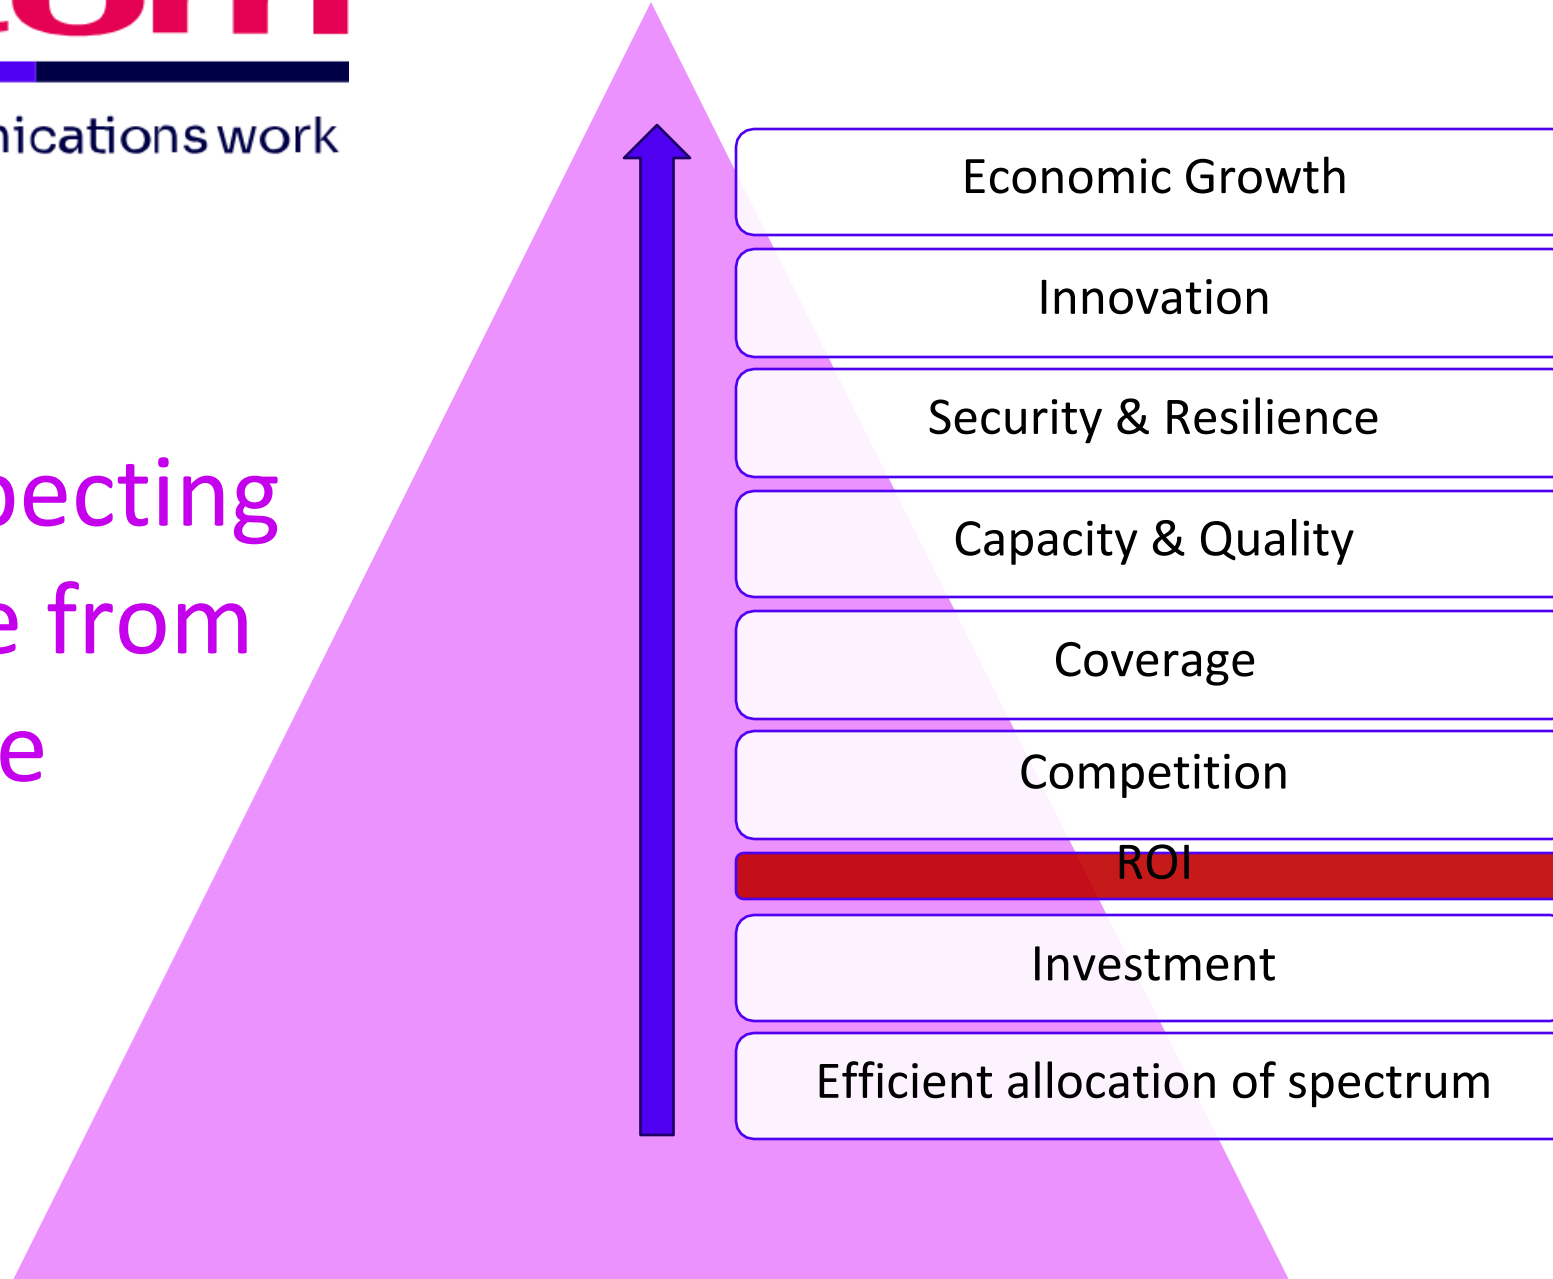 nications work
pecting
e from
e
Economic Growth
Innovation
Security & Resilience
Capacity & Quality
Coverage
Competition
ROI
Investment
Efficient allocation of spectrum